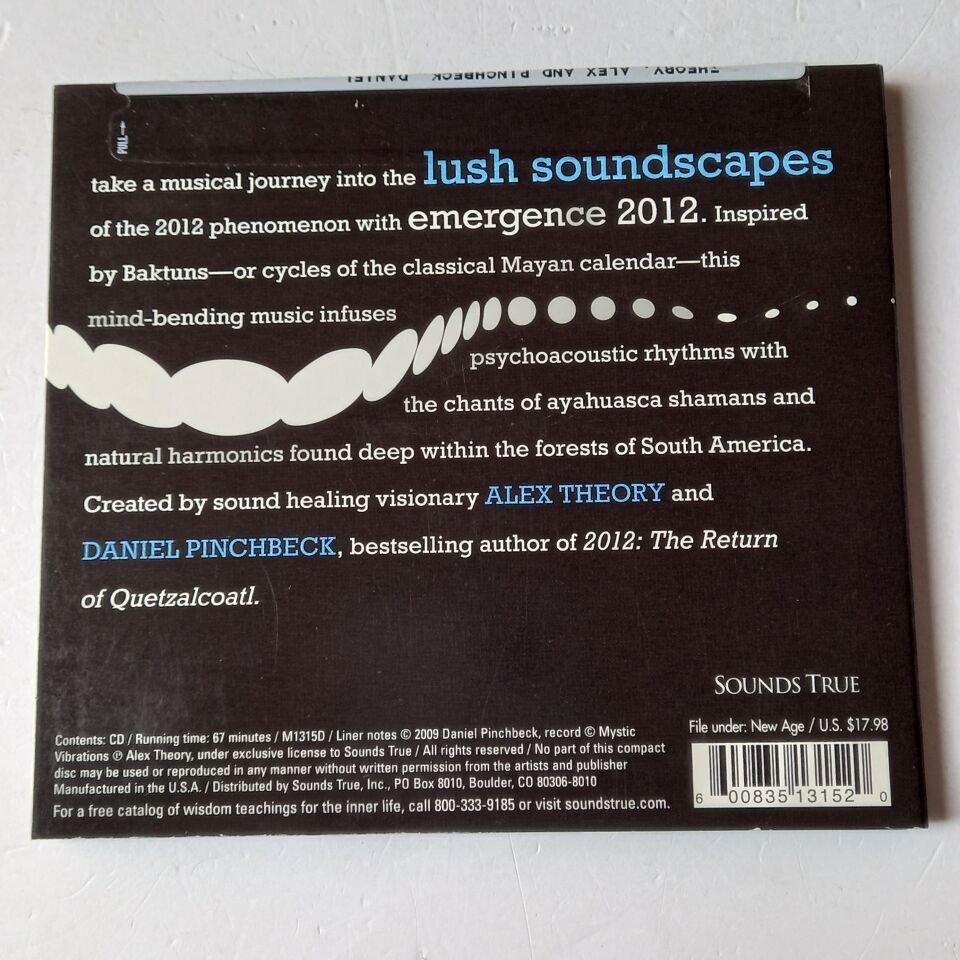 THEORY, ALEX AND PINCHBECK, DANIEL
PULL→
take a musical journey into the lush soundscapes
of the 2012 phenomenon with emergence 2012. Inspired
by Baktuns—or cycles of the classical Mayan calendar—this
mind-bending music infuses
psychoacoustic rhythms with
the chants of ayahuasca shamans and
natural harmonics found deep within the forests of South America.
Created by sound healing visionary ALEX THEORY and
DANIEL PINCHBECK, bestselling author of 2012: The Return
of Quetzalcoatl.
SOUNDS TRUE
File under: New Age / U.S. $17.98
Contents: CD / Running time: 67 minutes / M1315D / Liner notes © 2009 Daniel Pinchbeck, record © Mystic
Vibrations ℗ Alex Theory, under exclusive license to Sounds True / All rights reserved / No part of this compact
disc may be used or reproduced in any manner without written permission from the artists and publisher
Manufactured in the U.S.A. / Distributed by Sounds True, Inc., PO Box 8010, Boulder, CO 80306-8010
For a free catalog of wisdom teachings for the inner life, call 800-333-9185 or visit soundstrue.com.
6 00835 13152 0